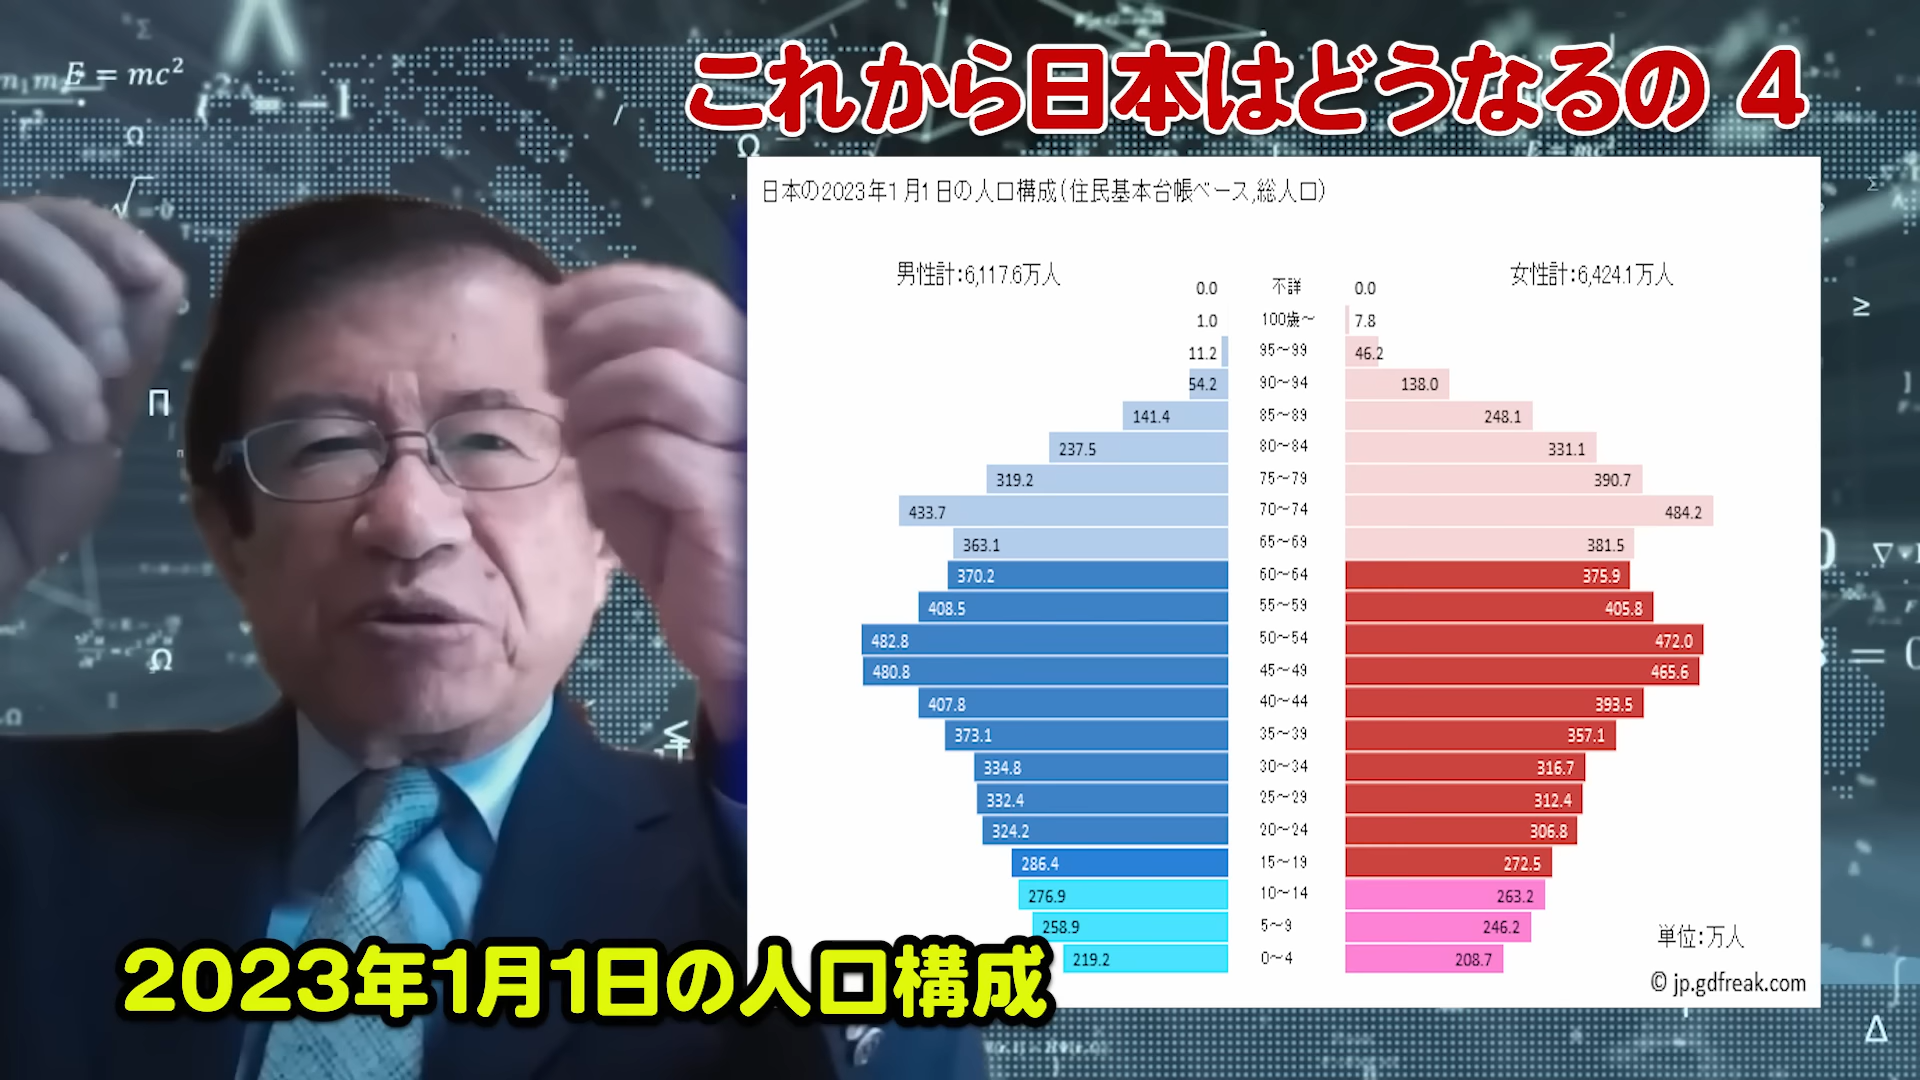 これから日本はどうなるの 4
日本の2023年1月1日の人口構成(住民基本台帳ベース,総人口)
男性計:6,117.6万人
女性計:6,424.1万人
0.0 不詳 0.0
1.0 100歳～ 7.8
11.2 95～99 46.2
54.2 90～94 138.0
141.4 85～89 248.1
237.5 80～84 331.1
319.2 75～79 390.7
433.7 70～74 484.2
363.1 65～69 381.5
370.2 60～64 375.9
408.5 55～59 405.8
482.8 50～54 472.0
480.8 45～49 465.6
407.8 40～44 393.5
373.1 35～39 357.1
334.8 30～34 316.7
332.4 25～29 312.4
324.2 20～24 306.8
286.4 15～19 272.5
276.9 10～14 263.2
258.9 5～9 246.2
219.2 0～4 208.7
単位:万人
© jp.gdfreak.com
2023年1月1日の人口構成
E = mc²